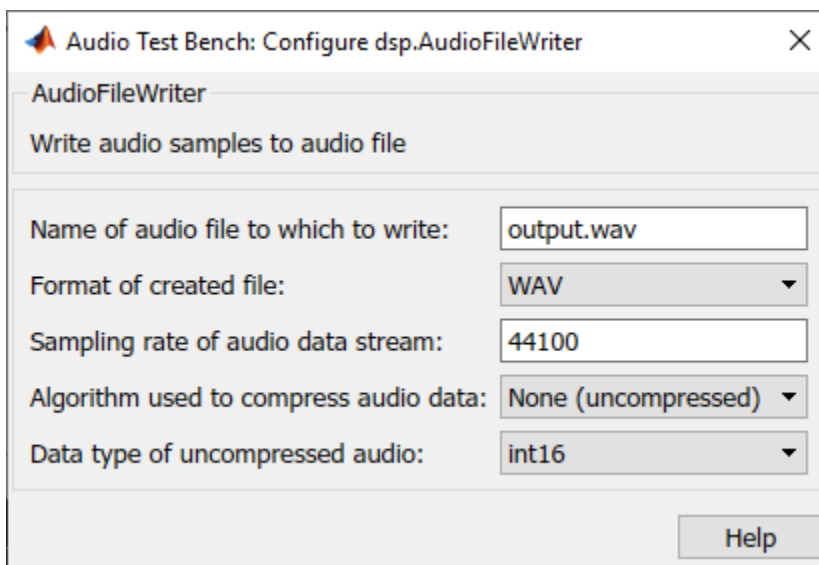 Audio Test Bench: Configure dsp.AudioFileWriter
AudioFileWriter
Write audio samples to audio file
Name of audio file to which to write: output.wav
Format of created file: WAV
Sampling rate of audio data stream: 44100
Algorithm used to compress audio data: None (uncompressed)
Data type of uncompressed audio: int16
Help